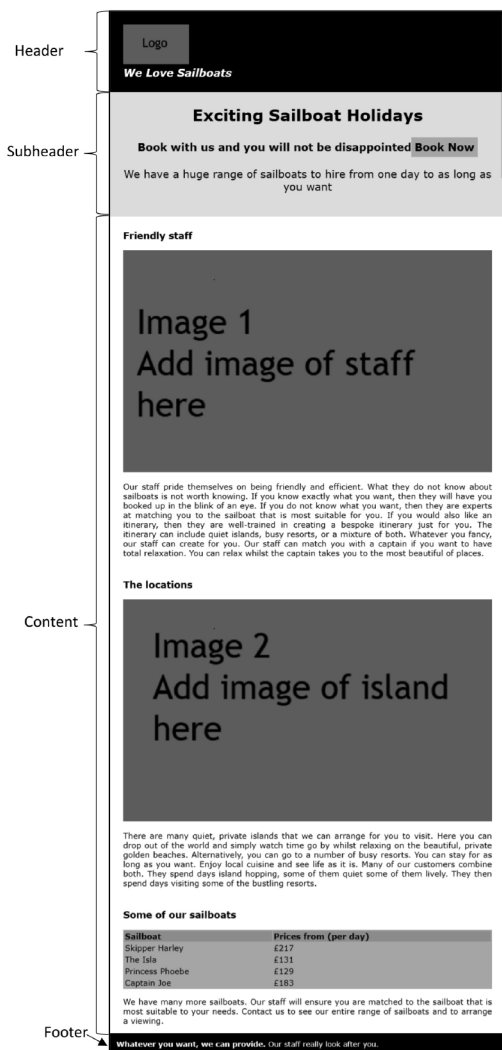 Header
Logo
We Love Sailboats
Subheader
Exciting Sailboat Holidays
Book with us and you will not be disappointed Book Now
We have a huge range of sailboats to hire from one day to as long as
you want
Content
Friendly staff
Image 1
Add image of staff
here
Our staff pride themselves on being friendly and efficient. What they do not know about
sailboats is not worth knowing. If you know exactly what you want, then they will have you
booked up in the blink of an eye. If you do not know what you want, then they are experts
at matching you to the sailboat that is most suitable for you. If you would also like an
itinerary, then they are well-trained in creating a bespoke itinerary just for you. The
itinerary can include quiet islands, busy resorts, or a mixture of both. Whatever you fancy,
our staff can create for you. Our staff can match you with a captain if you want to have
total relaxation. You can relax whilst the captain takes you to the most beautiful of places.
The locations
Image 2
Add image of island
here
There are many quiet, private islands that we can arrange for you to visit. Here you can
drop out of the world and simply watch time go by whilst relaxing on the beautiful, private
golden beaches. Alternatively, you can go to a number of busy resorts. You can stay for as
long as you want. Enjoy local cuisine and see life as it is. Many of our customers combine
both. They spend days island hopping, some of them quiet some of them lively. They then
spend days visiting some of the bustling resorts.
Some of our sailboats
Sailboat Prices from (per day)
Skipper Harley £217
The Isla £131
Princess Phoebe £129
Captain Joe £183
We have many more sailboats. Our staff will ensure you are matched to the sailboat that is
most suitable to your needs. Contact us to see our entire range of sailboats and to arrange
a viewing.
Footer
Whatever you want, we can provide. Our staff really look after you.